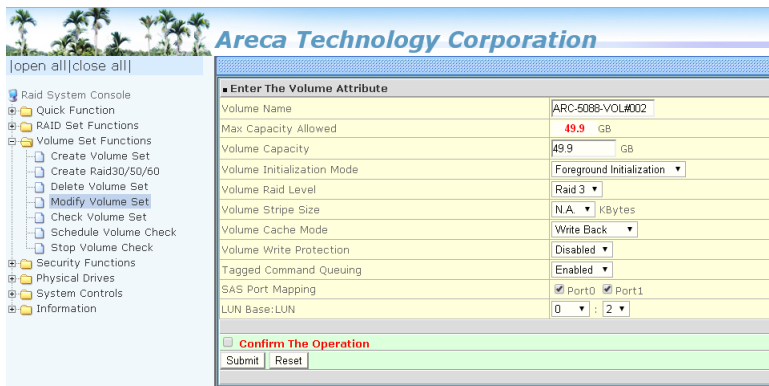 Areca Technology Corporation
|open all|close all|
Raid System Console
Quick Function
RAID Set Functions
Volume Set Functions
Create Volume Set
Create Raid30/50/60
Delete Volume Set
Modify Volume Set
Check Volume Set
Schedule Volume Check
Stop Volume Check
Security Functions
Physical Drives
System Controls
Information
Enter The Volume Attribute
Volume Name ARC-5088-VOL#002
Max Capacity Allowed 49.9 GB
Volume Capacity 49.9 GB
Volume Initialization Mode Foreground Initialization
Volume Raid Level Raid 3
Volume Stripe Size N.A. KBytes
Volume Cache Mode Write Back
Volume Write Protection Disabled
Tagged Command Queuing Enabled
SAS Port Mapping Port0 Port1
LUN Base:LUN 0 : 2
Confirm The Operation
Submit Reset